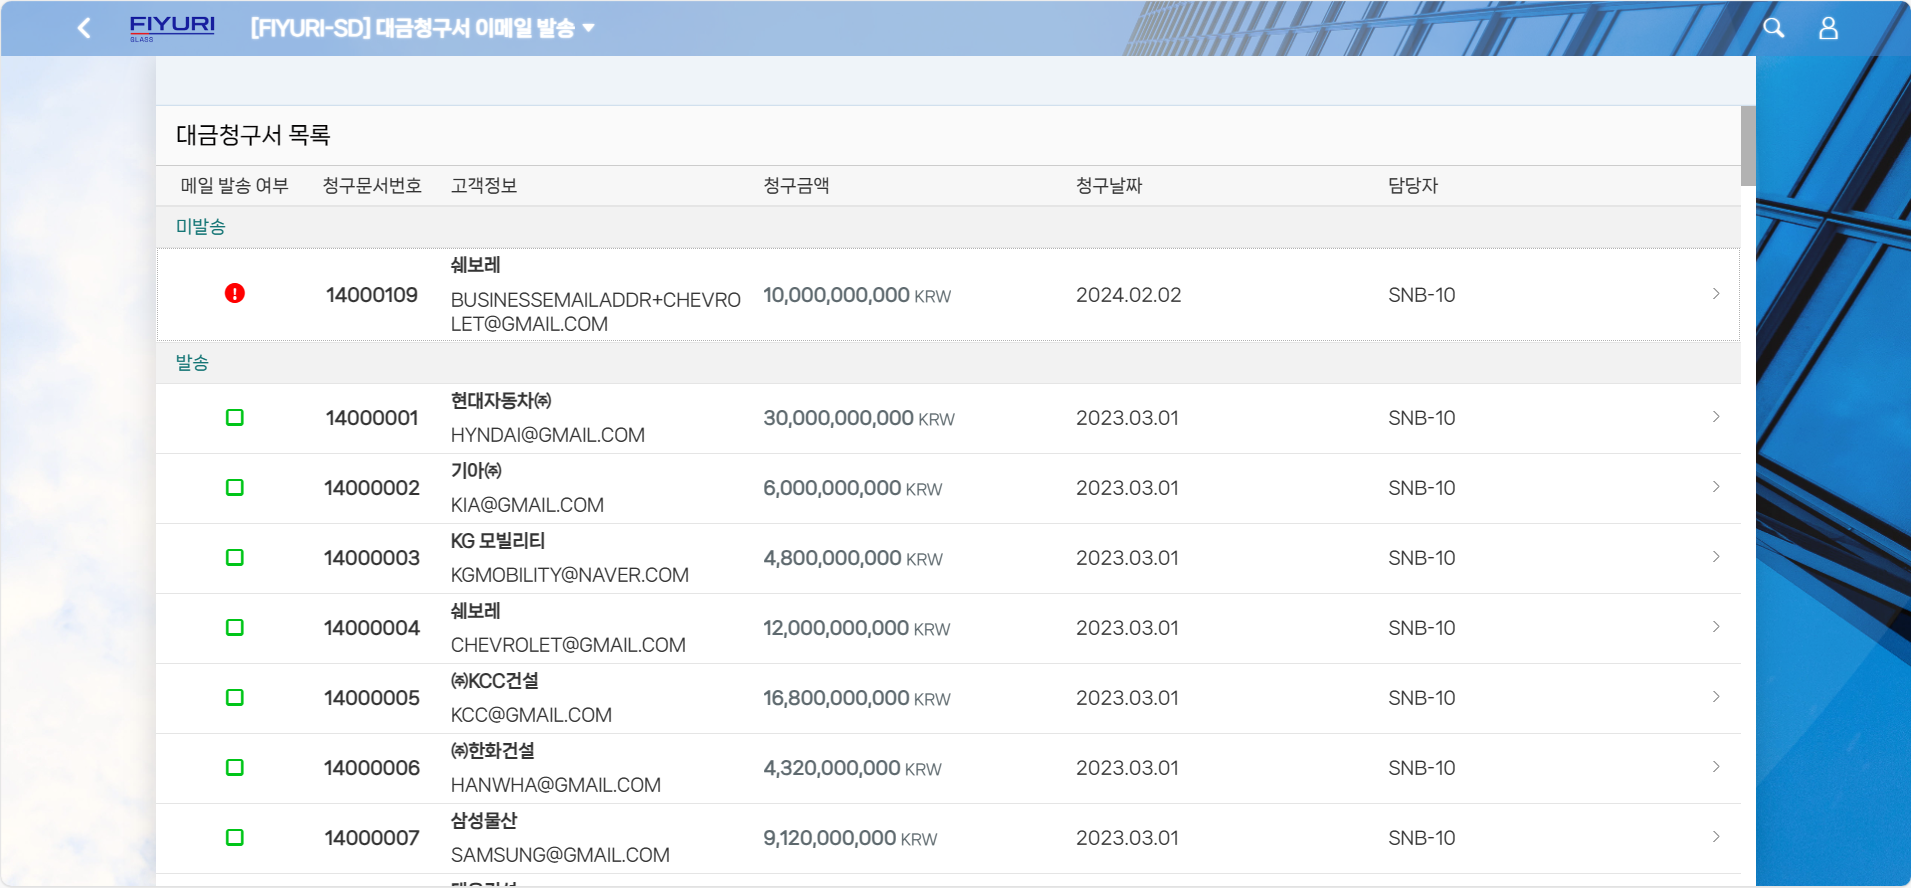 FIYURI
GLASS
[FIYURI-SD] 대금청구서 이메일 발송
대금청구서 목록
메일 발송 여부 청구문서번호 고객정보 청구금액 청구날짜 담당자
미발송
쉐보레
14000109 BUSINESSEMAILADDR+CHEVRO 10,000,000,000 KRW 2024.02.02 SNB-10
LET@GMAIL.COM
발송
현대자동차㈜
14000001 HYNDAI@GMAIL.COM 30,000,000,000 KRW 2023.03.01 SNB-10
기아㈜
14000002 KIA@GMAIL.COM 6,000,000,000 KRW 2023.03.01 SNB-10
KG 모빌리티
14000003 KGMOBILITY@NAVER.COM 4,800,000,000 KRW 2023.03.01 SNB-10
쉐보레
14000004 CHEVROLET@GMAIL.COM 12,000,000,000 KRW 2023.03.01 SNB-10
㈜KCC건설
14000005 KCC@GMAIL.COM 16,800,000,000 KRW 2023.03.01 SNB-10
㈜한화건설
14000006 HANWHA@GMAIL.COM 4,320,000,000 KRW 2023.03.01 SNB-10
삼성물산
14000007 SAMSUNG@GMAIL.COM 9,120,000,000 KRW 2023.03.01 SNB-10